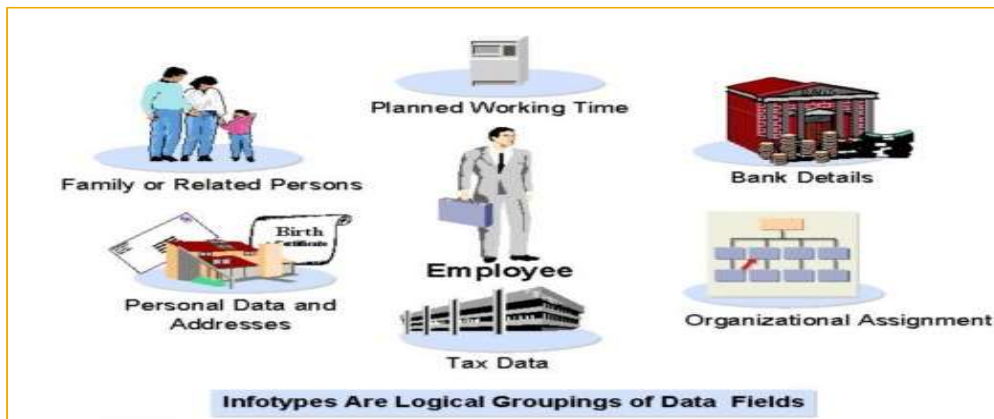 Planned Working Time
Family or Related Persons
Bank Details
Birth
Certificate
Employee
Personal Data and
Addresses
Organizational Assignment
Tax Data
Infotypes Are Logical Groupings of Data Fields